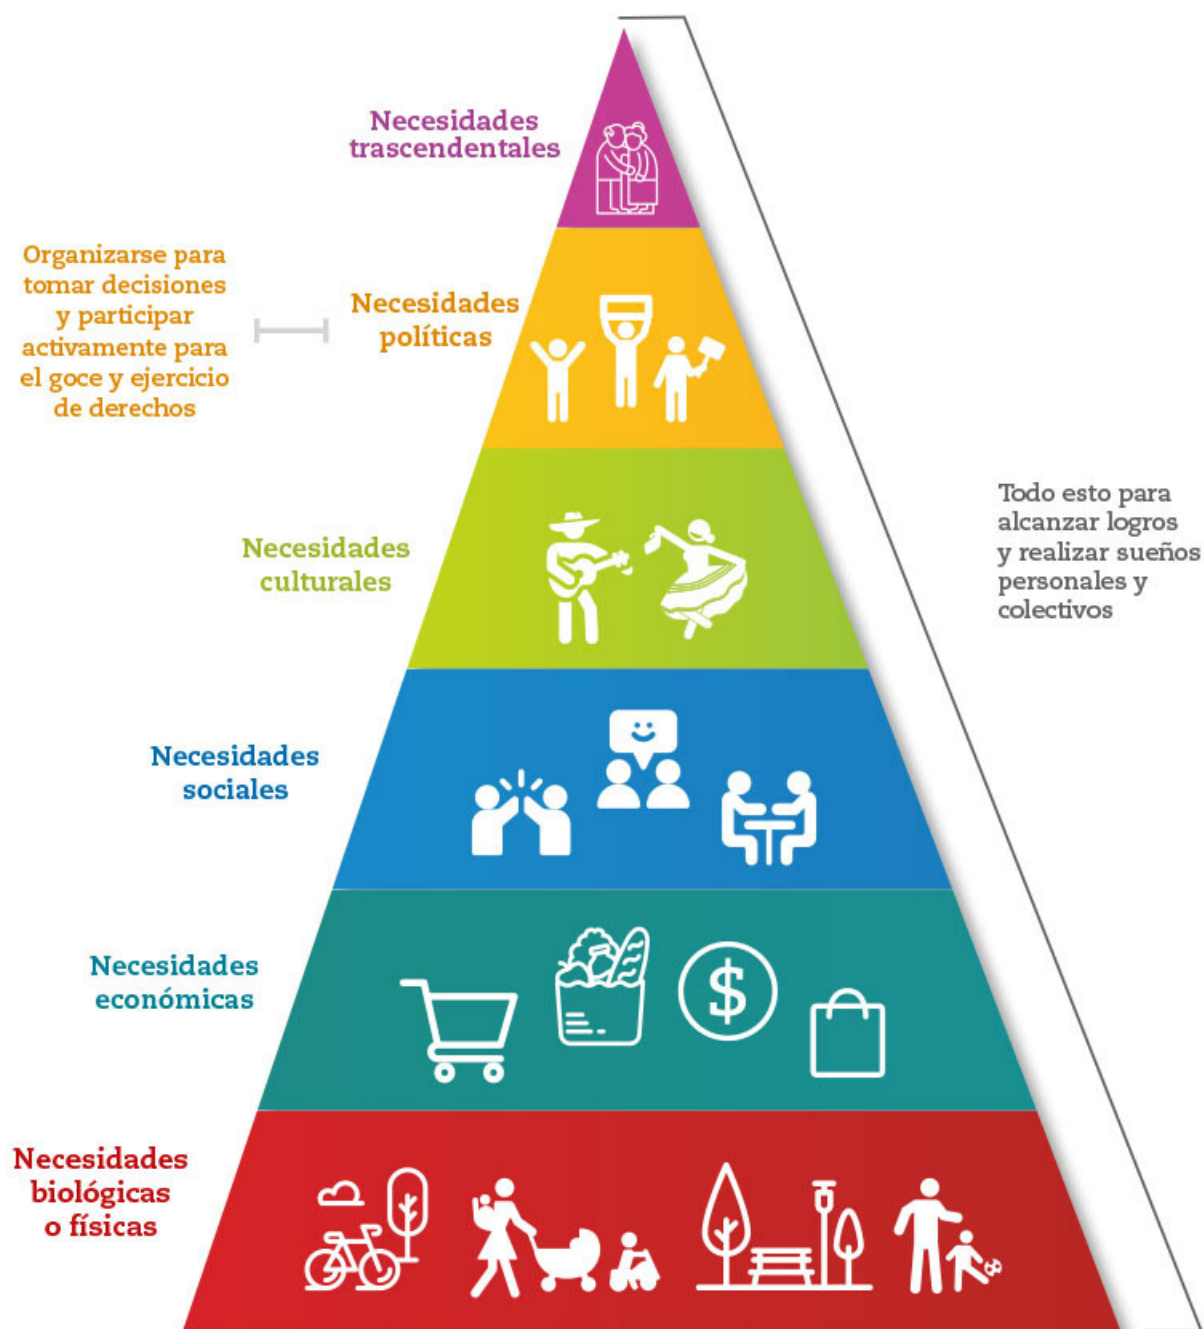 Necesidades
trascendentales
Organizarse para
tomar decisiones
y participar
activamente para
el goce y ejercicio
de derechos
Necesidades
políticas
Todo esto para
alcanzar logros
y realizar sueños
personales y
colectivos
Necesidades
culturales
Necesidades
sociales
Necesidades
económicas
$
Necesidades
biológicas
o físicas